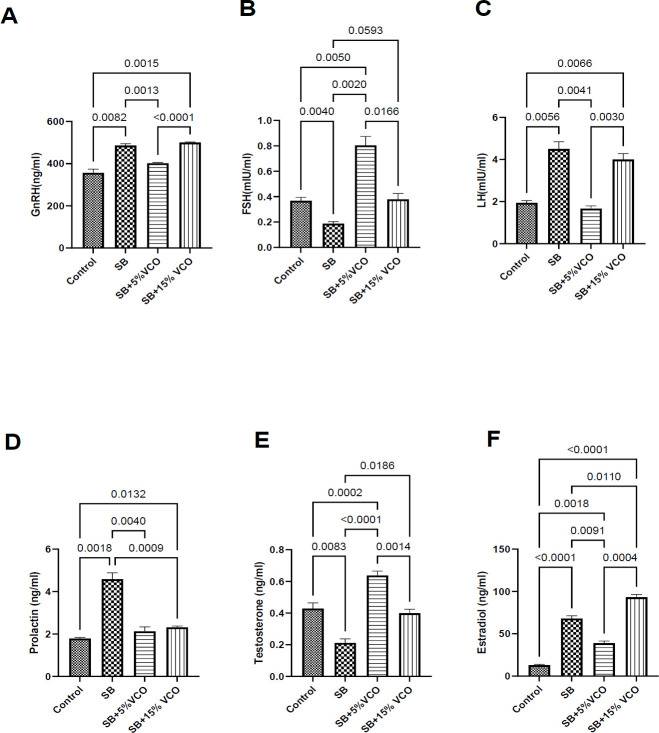 A
0.0015
0.0013
0.0082 <0.0001
GnRH(ng/ml)
600
400
200
0
Control
SB
SB+5%VCO
SB+15% VCO
B
0.0593
0.0050
0.0020
0.0040 0.0166
FSH(mIU/ml)
1.0
0.8
0.6
0.4
0.2
0.0
Control
SB
SB+5%VCO
SB+15% VCO
C
0.0066
0.0041
0.0056 0.0030
LH(mIU/ml)
6
4
2
0
Control
SB
SB+5%VCO
SB+15% VCO
D
0.0132
0.0040
0.0018 0.0009
Prolactin (ng/ml)
6
4
2
0
Control
SB
SB+5%VCO
SB+15% VCO
E
0.0186
0.0002
<0.0001
0.0083 0.0014
Testosterone (ng/ml)
0.8
0.6
0.4
0.2
0.0
Control
SB
SB+5%VCO
SB+15% VCO
F
<0.0001
0.0110
0.0018
0.0091
<0.0001 0.0004
Estradiol (ng/ml)
150
100
50
0
Control
SB
SB+5%VCO
SB+15% VCO